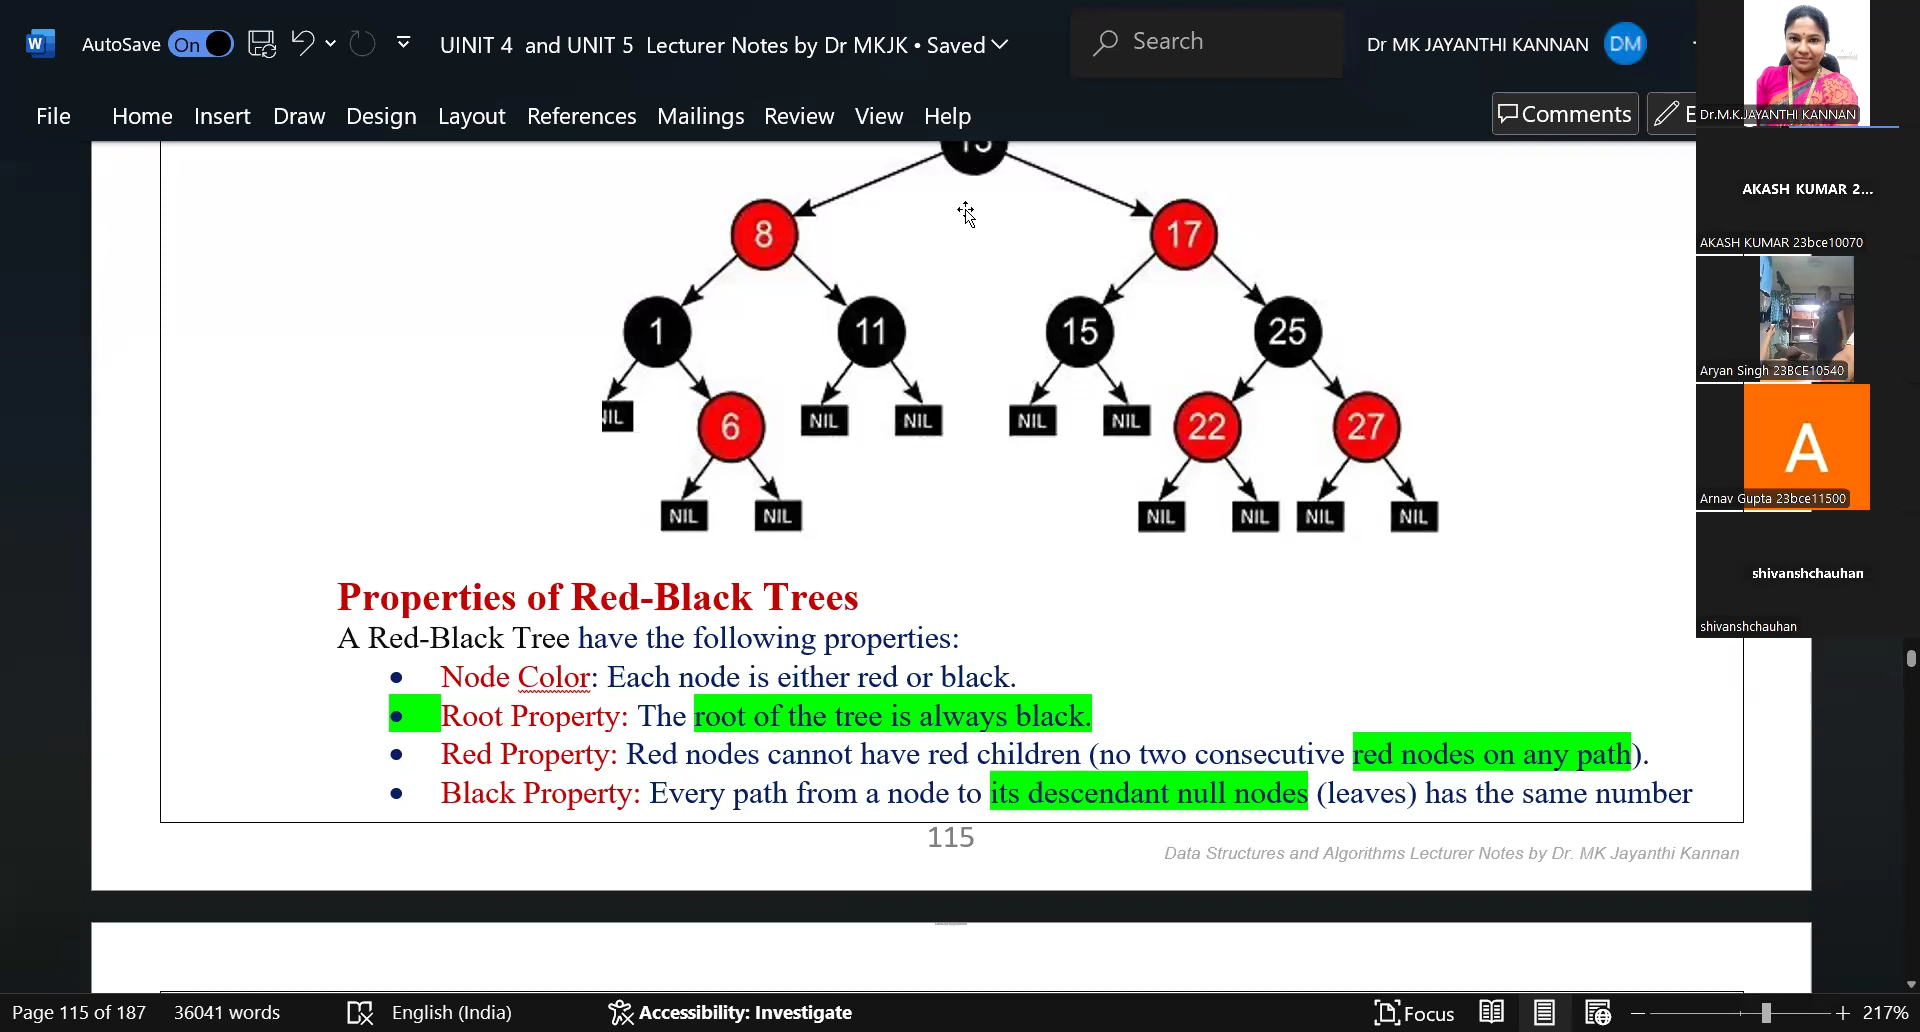 AutoSave On UINIT 4 and UNIT 5 Lecturer Notes by Dr MKJK • Saved Search Dr MK JAYANTHI KANNAN DM
File Home Insert Draw Design Layout References Mailings Review View Help Comments
Dr.M.K.JAYANTHI KANNAN
AKASH KUMAR 2...
AKASH KUMAR 23bce10070
Aryan Singh 23BCE10540
A
Arnav Gupta 23bce11500
shivanshchauhan
shivanshchauhan
8 17
1 11 15 25
NIL 6 NIL NIL NIL NIL 22 27
NIL NIL NIL NIL NIL NIL
Properties of Red-Black Trees
A Red-Black Tree have the following properties:
• Node Color: Each node is either red or black.
• Root Property: The root of the tree is always black.
• Red Property: Red nodes cannot have red children (no two consecutive red nodes on any path).
• Black Property: Every path from a node to its descendant null nodes (leaves) has the same number
115
Data Structures and Algorithms Lecturer Notes by Dr. MK Jayanthi Kannan
Page 115 of 187 36041 words English (India) Accessibility: Investigate Focus 217%